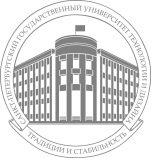 САНКТ-ПЕТЕРБУРГСКИЙ ГОСУДАРСТВЕННЫЙ УНИВЕРСИТЕТ ТЕХНОЛОГИИ И ДИЗАЙНА
ТРАДИЦИИ И СТАБИЛЬНОСТЬ